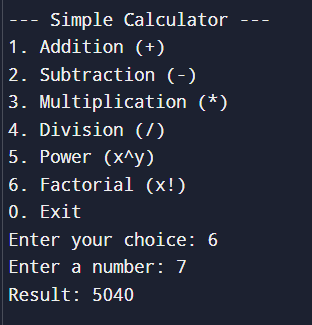 --- Simple Calculator ---
1. Addition (+)
2. Subtraction (-)
3. Multiplication (*)
4. Division (/)
5. Power (x^y)
6. Factorial (x!)
0. Exit
Enter your choice: 6
Enter a number: 7
Result: 5040